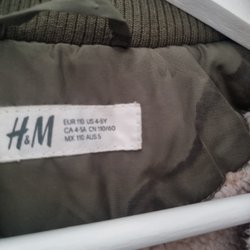 H&M
EUR 110 US 4-5Y
CA 4-5A CN 110/60
MX 110 AUS 5